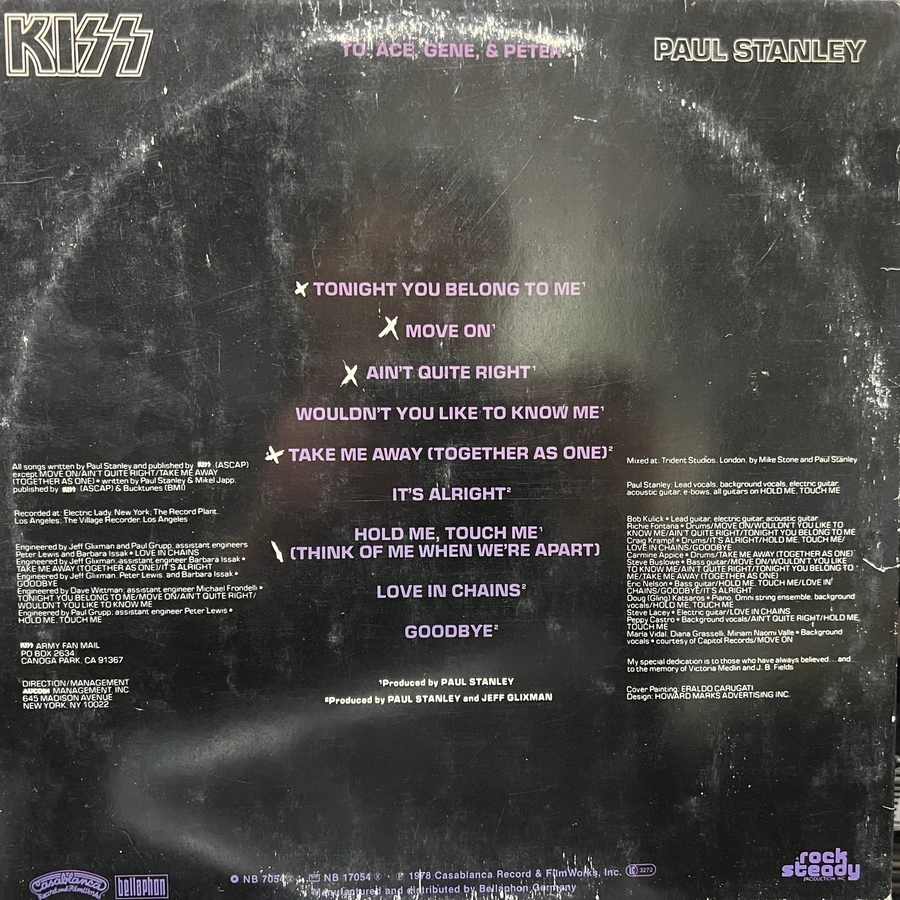 KISS
TO: ACE, GENE, & PETER
PAUL STANLEY
TONIGHT YOU BELONG TO ME¹
MOVE ON¹
AIN'T QUITE RIGHT¹
WOULDN'T YOU LIKE TO KNOW ME¹
TAKE ME AWAY (TOGETHER AS ONE)²
IT'S ALRIGHT²
HOLD ME, TOUCH ME¹
(THINK OF ME WHEN WE'RE APART)
LOVE IN CHAINS²
GOODBYE²
¹Produced by PAUL STANLEY
²Produced by PAUL STANLEY and JEFF GLIXMAN
All songs written by Paul Stanley and published by KISS (ASCAP)
except MOVE ON/AIN'T QUITE RIGHT/TAKE ME AWAY
(TOGETHER AS ONE) • written by Paul Stanley & Mikel Japp,
published by KISS (ASCAP) & Bucktunes (BMI)
Recorded at: Electric Lady, New York; The Record Plant,
Los Angeles; The Village Recorder, Los Angeles
Engineered by Jeff Glixman and Paul Grupp; assistant engineers
Peter Lewis and Barbara Issak • LOVE IN CHAINS
Engineered by Jeff Glixman; assistant engineer Barbara Issak •
TAKE ME AWAY (TOGETHER AS ONE)/IT'S ALRIGHT
Engineered by Jeff Glixman, Peter Lewis, and Barbara Issak •
GOODBYE
Engineered by Dave Wittman; assistant engineer Michael Frondelli •
TONIGHT YOU BELONG TO ME/MOVE ON/AIN'T QUITE RIGHT/
WOULDN'T YOU LIKE TO KNOW ME
Engineered by Paul Grupp; assistant engineer Peter Lewis •
HOLD ME, TOUCH ME
KISS ARMY FAN MAIL
PO BOX 2634
CANOGA PARK, CA 91367
DIRECTION/MANAGEMENT
AUCOIN MANAGEMENT, INC
645 MADISON AVENUE
NEW YORK, NY 10022
Mixed at: Trident Studios, London, by Mike Stone and Paul Stanley
Paul Stanley: Lead vocals, background vocals, electric guitar,
acoustic guitar, e-bows, all guitars on HOLD ME, TOUCH ME
Bob Kulick • Lead guitar, electric guitar, acoustic guitar
Richie Fontana • Drums/MOVE ON/WOULDN'T YOU LIKE TO
KNOW ME/AIN'T QUITE RIGHT/TONIGHT YOU BELONG TO ME
Craig Krampf • Drums/IT'S ALRIGHT/HOLD ME, TOUCH ME/
LOVE IN CHAINS/GOODBYE
Carmine Appice • Drums/TAKE ME AWAY (TOGETHER AS ONE)
Steve Buslowe • Bass guitar/MOVE ON/WOULDN'T YOU LIKE
TO KNOW ME/AIN'T QUITE RIGHT/TONIGHT YOU BELONG TO
ME/TAKE ME AWAY (TOGETHER AS ONE)
Eric Nelson • Bass guitar/HOLD ME, TOUCH ME/LOVE IN
CHAINS/GOODBYE/IT'S ALRIGHT
Doug (Gling) Katsaros • Piano, Omni string ensemble, background
vocals/HOLD ME, TOUCH ME
Steve Lacey • Electric guitar/LOVE IN CHAINS
Peppy Castro • Background vocals/AIN'T QUITE RIGHT/HOLD ME,
TOUCH ME
Maria Vidal, Diana Grasselli, Miriam Naomi Valle • Background
vocals • courtesy of Capitol Records/MOVE ON
My special dedication is to those who have always believed...and
to the memory of Victoria Medlin and J. B. Fields
Cover Painting: ERALDO CARUGATI
Design: HOWARD MARKS ADVERTISING INC.
Casablanca
Record and FilmWorks
bellaphon
NB 7054 NB 17054 ℗ 1978 Casablanca Record & FilmWorks, Inc. LC 3272
Manufactured and distributed by Bellaphon, Germany
rock
steady
PRODUCTION INC